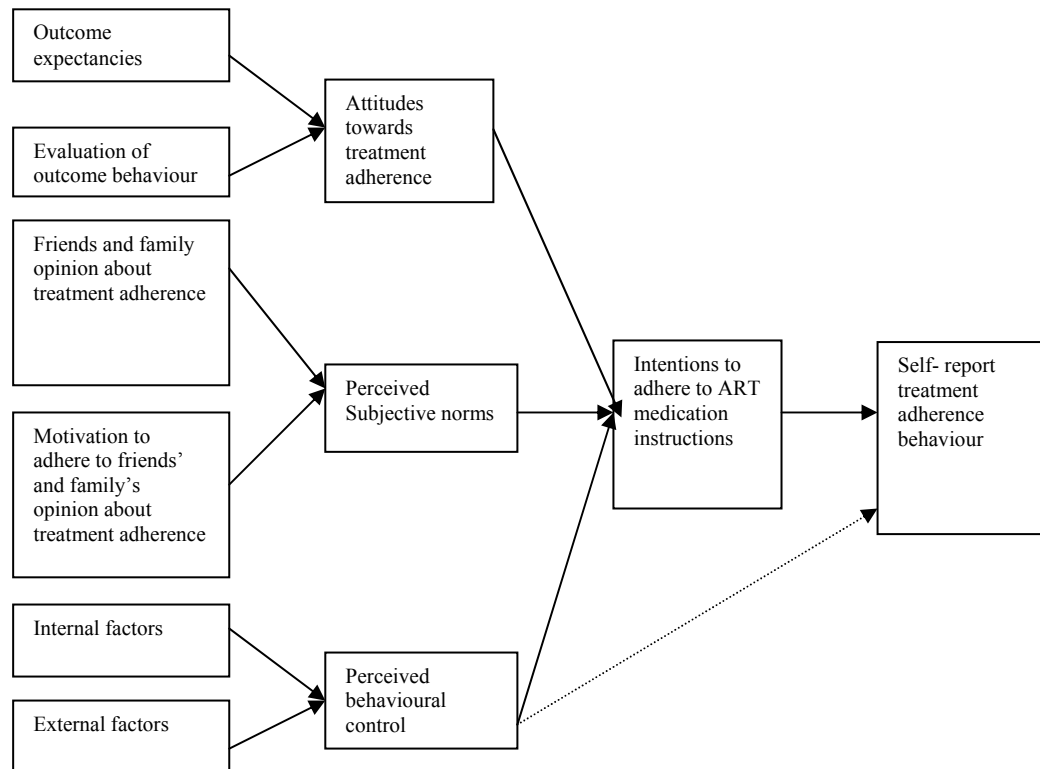 Outcome
expectancies
Evaluation of
outcome behaviour
Friends and family
opinion about
treatment adherence
Motivation to
adhere to friends’
and family’s
opinion about
treatment adherence
Internal factors
External factors
Attitudes
towards
treatment
adherence
Perceived
Subjective norms
Perceived
behavioural
control
Intentions to
adhere to ART
medication
instructions
Self- report
treatment
adherence
behaviour